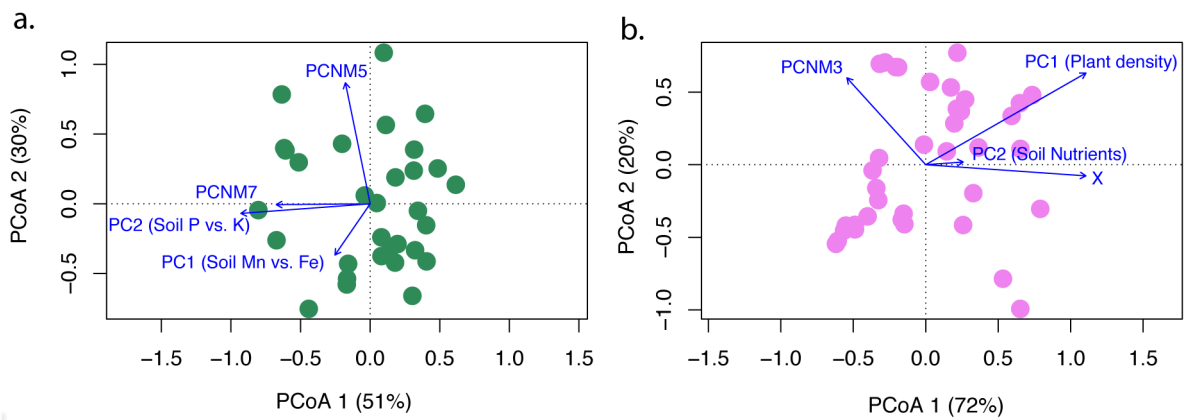 a.
PCoA 2 (30%)
1.0
0.5
0.0
−0.5
PCNM5
PCNM7
PC2 (Soil P vs. K)
PC1 (Soil Mn vs. Fe)
−1.5 −1.0 −0.5 0.0 0.5 1.0 1.5
PCoA 1 (51%)
b.
PCoA 2 (20%)
0.5
0.0
−0.5
−1.0
PCNM3
PC1 (Plant density)
PC2 (Soil Nutrients)
X
−1.5 −1.0 −0.5 0.0 0.5 1.0 1.5
PCoA 1 (72%)